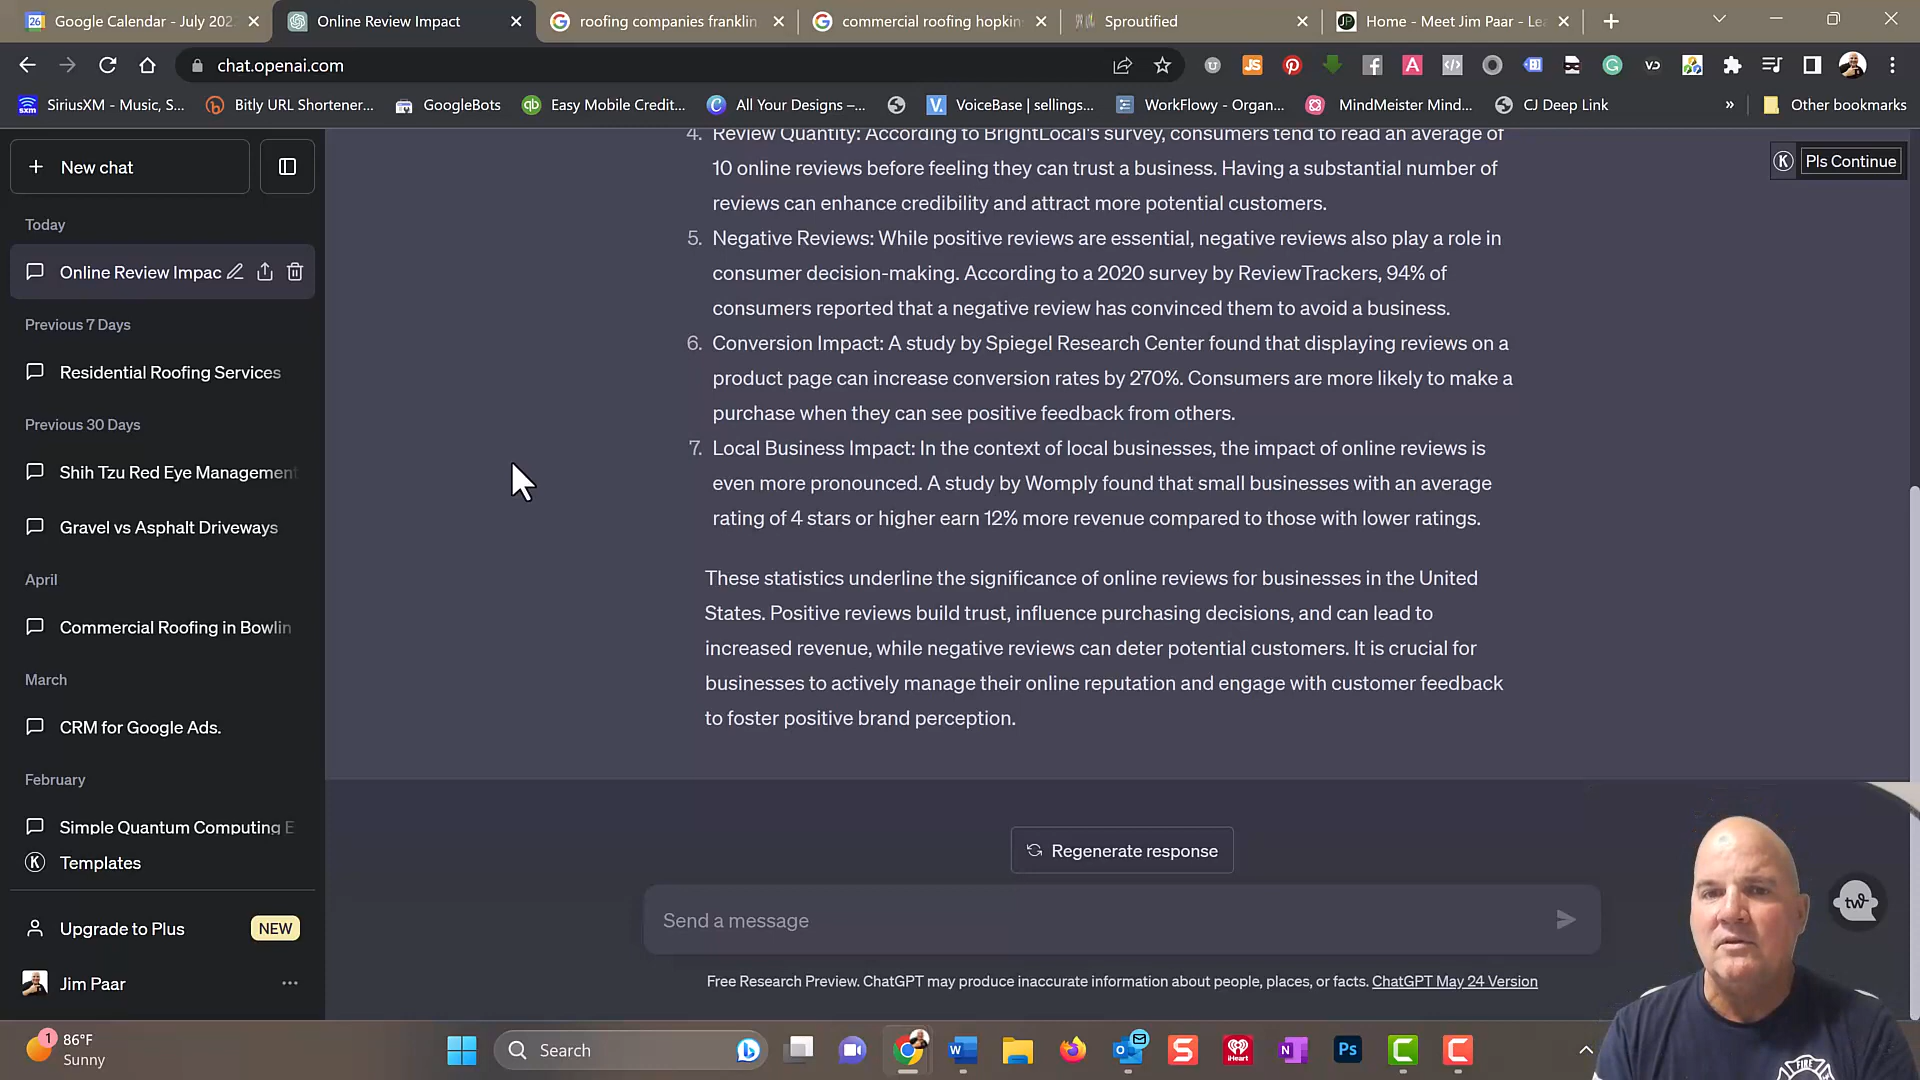 Google Calendar - July 202
Online Review Impact
roofing companies franklin
commercial roofing hopkin
Sproutified
Home - Meet Jim Paar - Le
chat.openai.com
SiriusXM - Music, S...
Bitly URL Shortener...
GoogleBots
Easy Mobile Credit...
All Your Designs –...
VoiceBase | sellings...
WorkFlowy - Organ...
MindMeister Mind...
CJ Deep Link
»
Other bookmarks
+ New chat
Today
Online Review Impac
Previous 7 Days
Residential Roofing Services
Previous 30 Days
Shih Tzu Red Eye Management
Gravel vs Asphalt Driveways
April
Commercial Roofing in Bowlin
March
CRM for Google Ads.
February
Simple Quantum Computing E
Templates
Upgrade to Plus
NEW
Jim Paar
Pls Continue
4. Review Quantity: According to BrightLocal's survey, consumers tend to read an average of
10 online reviews before feeling they can trust a business. Having a substantial number of
reviews can enhance credibility and attract more potential customers.
5. Negative Reviews: While positive reviews are essential, negative reviews also play a role in
consumer decision-making. According to a 2020 survey by ReviewTrackers, 94% of
consumers reported that a negative review has convinced them to avoid a business.
6. Conversion Impact: A study by Spiegel Research Center found that displaying reviews on a
product page can increase conversion rates by 270%. Consumers are more likely to make a
purchase when they can see positive feedback from others.
7. Local Business Impact: In the context of local businesses, the impact of online reviews is
even more pronounced. A study by Womply found that small businesses with an average
rating of 4 stars or higher earn 12% more revenue compared to those with lower ratings.
These statistics underline the significance of online reviews for businesses in the United
States. Positive reviews build trust, influence purchasing decisions, and can lead to
increased revenue, while negative reviews can deter potential customers. It is crucial for
businesses to actively manage their online reputation and engage with customer feedback
to foster positive brand perception.
Regenerate response
Send a message
Free Research Preview. ChatGPT may produce inaccurate information about people, places, or facts. ChatGPT May 24 Version
tw
FIRE
1
86°F
Sunny
Search
iHeart
Ps